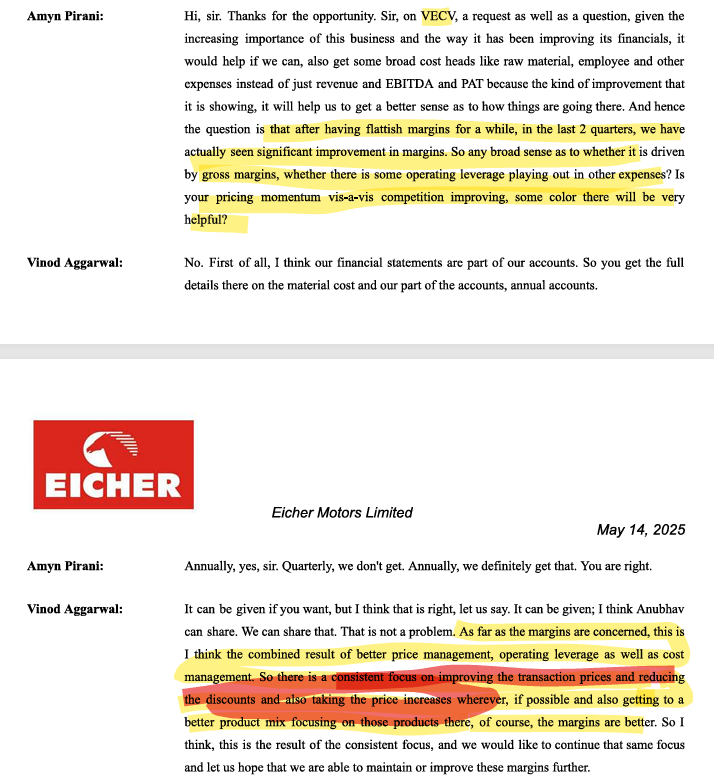 Amyn Pirani: Hi, sir. Thanks for the opportunity. Sir, on VECV, a request as well as a question, given the
increasing importance of this business and the way it has been improving its financials, it
would help if we can, also get some broad cost heads like raw material, employee and other
expenses instead of just revenue and EBITDA and PAT because the kind of improvement that
it is showing, it will help us to get a better sense as to how things are going there. And hence
the question is that after having flattish margins for a while, in the last 2 quarters, we have
actually seen significant improvement in margins. So any broad sense as to whether it is driven
by gross margins, whether there is some operating leverage playing out in other expenses? Is
your pricing momentum vis-a-vis competition improving, some color there will be very
helpful?
Vinod Aggarwal: No. First of all, I think our financial statements are part of our accounts. So you get the full
details there on the material cost and our part of the accounts, annual accounts.
EICHER
Eicher Motors Limited
May 14, 2025
Amyn Pirani: Annually, yes, sir. Quarterly, we don't get. Annually, we definitely get that. You are right.
Vinod Aggarwal: It can be given if you want, but I think that is right, let us say. It can be given; I think Anubhav
can share. We can share that. That is not a problem. As far as the margins are concerned, this is
I think the combined result of better price management, operating leverage as well as cost
management. So there is a consistent focus on improving the transaction prices and reducing
the discounts and also taking the price increases wherever, if possible and also getting to a
better product mix focusing on those products there, of course, the margins are better. So I
think, this is the result of the consistent focus, and we would like to continue that same focus
and let us hope that we are able to maintain or improve these margins further.